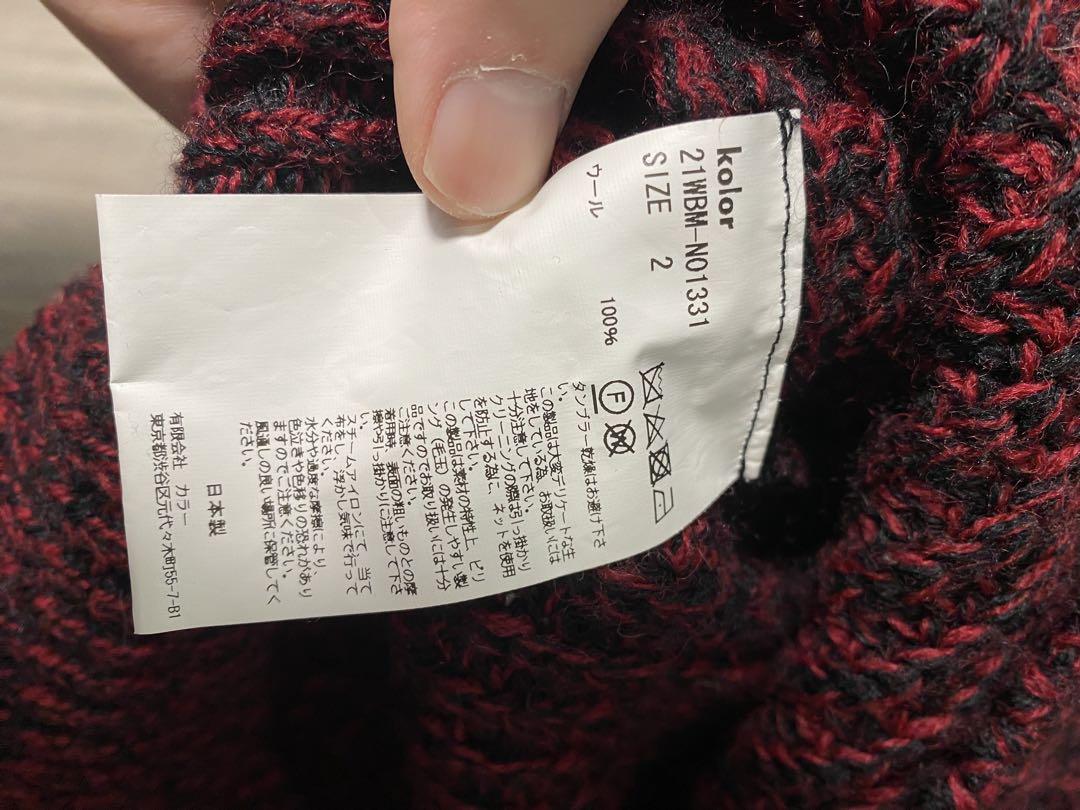 kolor
21WBM-N01331
SIZE 2
ウール 100%
F
タンブラー乾燥はお避け下さ
い。
この製品は大変デリケートな生
地をしている為、お取扱いには
十分注意して下さい。
クリーニングの際は引っ掛かり
を防止する為に、ネットを使用
して下さい。
この製品は素材の特性上、ピリ
ング（毛玉）の発生しやすい製
品ですのでお取り扱いには十分
ご注意ください。
着用時、表面の粗いものとの摩
擦や引っ掛かりに注意して下さ
い。
スチームアイロンにて、当て
布をし、浮かし気味で行って
ください。
水分や過度な摩擦により
色泣きや色移りの恐れがあり
ますのでご注意ください。
風通しの良い場所に保管してく
ださい。
日本製
有限会社 カラー
東京都渋谷区元代々木町55-7-B1